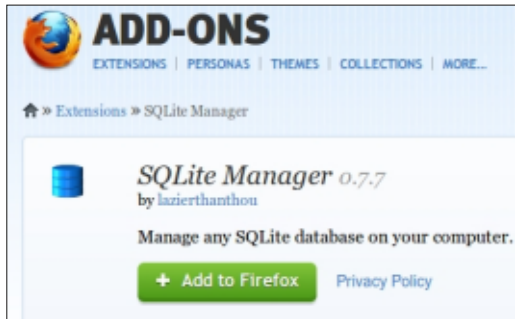 ADD-ONS
EXTENSIONS | PERSONAS | THEMES | COLLECTIONS | MORE...
» Extensions » SQLite Manager
SQLite Manager 0.7.7
by lazierthanthou
Manage any SQLite database on your computer.
+ Add to Firefox Privacy Policy